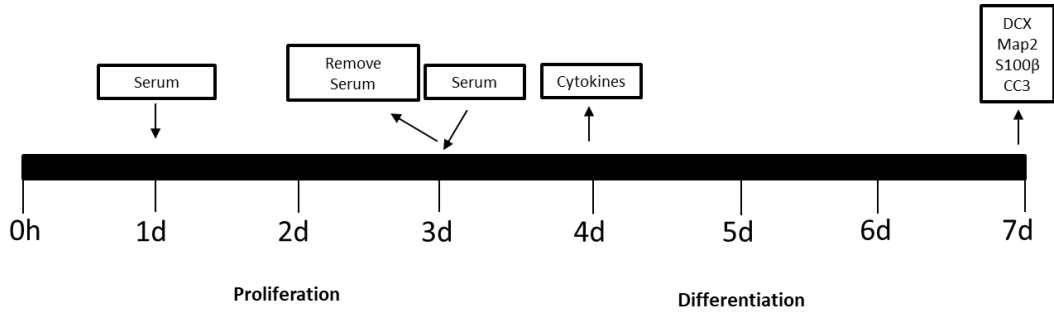 DCX
Map2
S100β
CC3
Serum
Remove
Serum
Serum
Cytokines
0h
1d
2d
3d
4d
5d
6d
7d
Proliferation
Differentiation